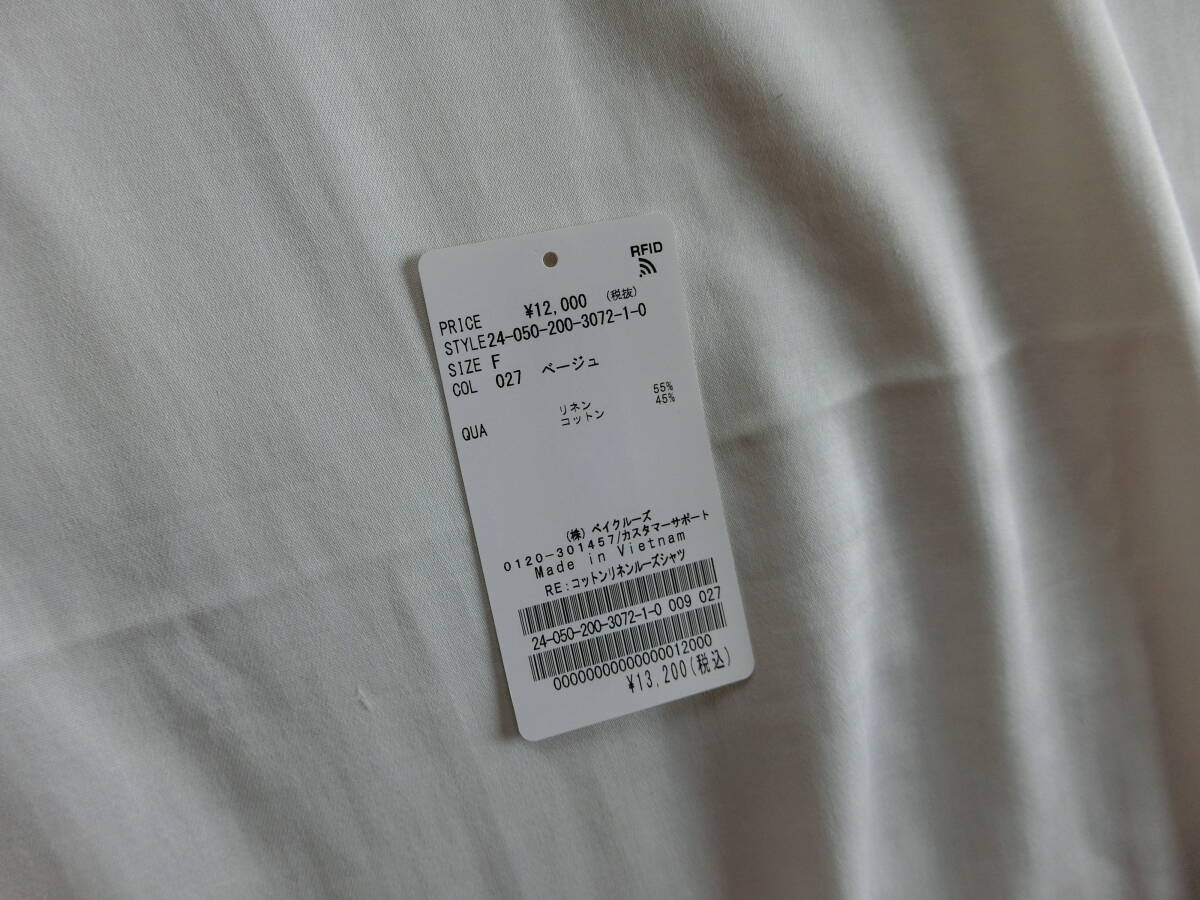 RFID
PRICE ¥12,000 (税抜)
STYLE 24-050-200-3072-1-0
SIZE F
COL 027 ベージュ
QUA リネン 55%
コットン 45%
(株) ベイクルーズ
0120-301457/カスタマーサポート
Made in Vietnam
RE:コットンリネンルーズシャツ
24-050-200-3072-1-0 009 027
00000000000000012000
¥13,200(税込)